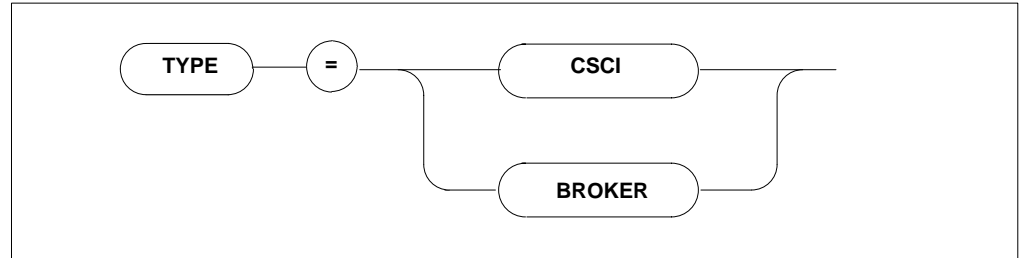 TYPE = CSCI
BROKER